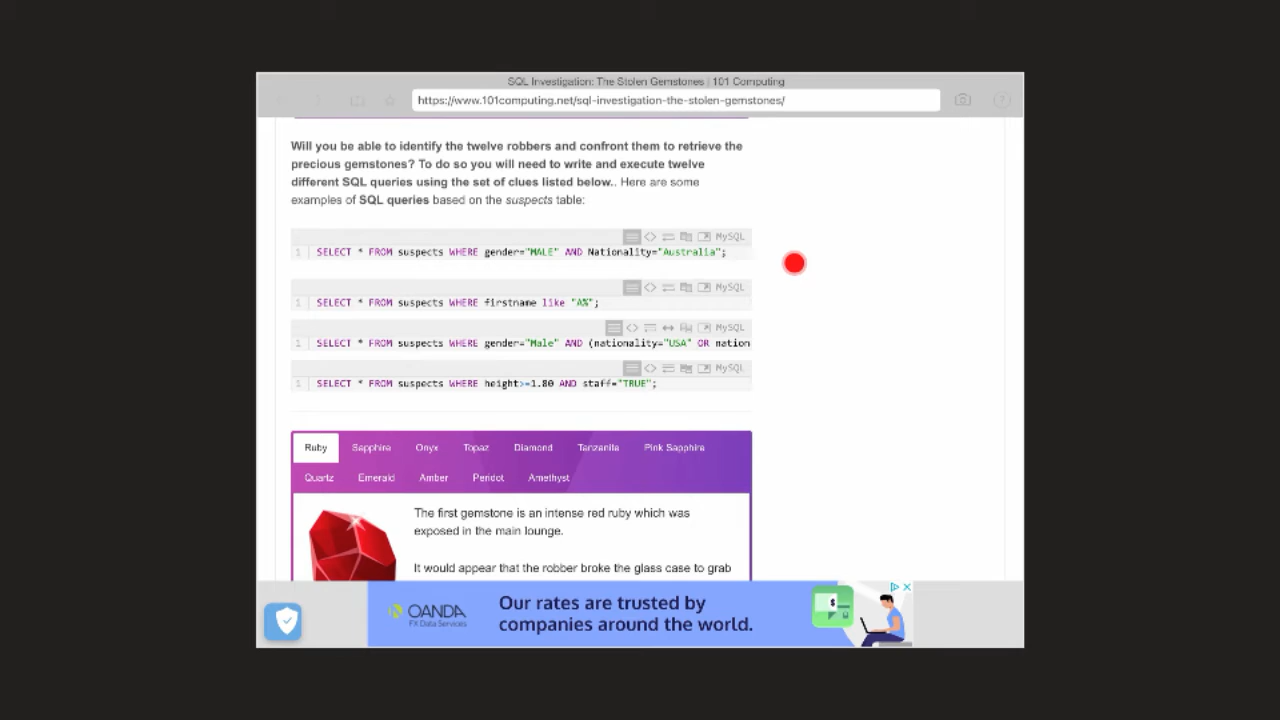 SQL Investigation: The Stolen Gemstones | 101 Computing
https://www.101computing.net/sql-investigation-the-stolen-gemstones/
Will you be able to identify the twelve robbers and confront them to retrieve the
precious gemstones? To do so you will need to write and execute twelve
different SQL queries using the set of clues listed below.. Here are some
examples of SQL queries based on the suspects table:
MySQL
1 SELECT * FROM suspects WHERE gender="MALE" AND Nationality="Australia";
MySQL
1 SELECT * FROM suspects WHERE firstname like "A%";
MySQL
1 SELECT * FROM suspects WHERE gender="Male" AND (nationality="USA" OR nation
MySQL
1 SELECT * FROM suspects WHERE height>=1.80 AND staff="TRUE";
Ruby Sapphire Onyx Topaz Diamond Tanzanite Pink Sapphire
Quartz Emerald Amber Peridot Amethyst
The first gemstone is an intense red ruby which was
exposed in the main lounge.
It would appear that the robber broke the glass case to grab
OANDA
FX Data Services
Our rates are trusted by
companies around the world.